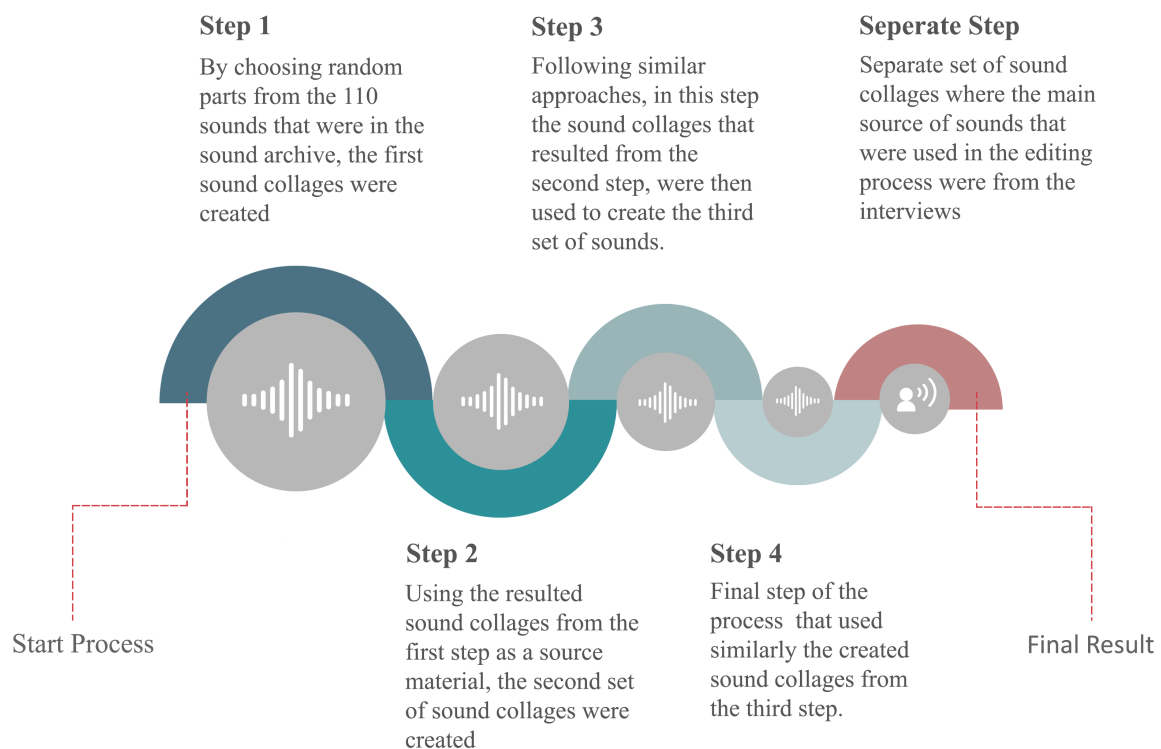 Step 1
By choosing random
parts from the 110
sounds that were in the
sound archive, the first
sound collages were
created
Step 3
Following similar
approaches, in this step
the sound collages that
resulted from the
second step, were then
used to create the third
set of sounds.
Seperate Step
Separate set of sound
collages where the main
source of sounds that
were used in the editing
process were from the
interviews
Start Process
Step 2
Using the resulted
sound collages from the
first step as a source
material, the second set
of sound collages were
created
Step 4
Final step of the
process  that used
similarly the created
sound collages from
the third step.
Final Result